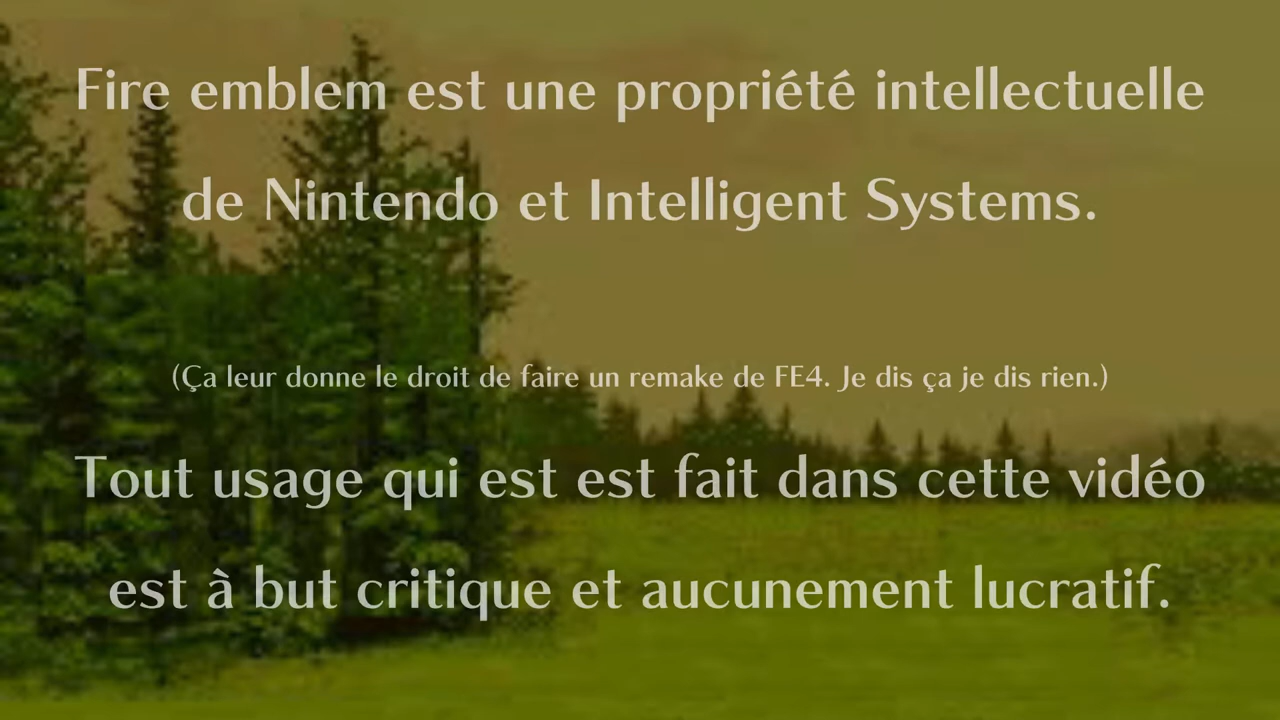 Fire emblem est une propriété intellectuelle
de Nintendo et Intelligent Systems.
(Ça leur donne le droit de faire un remake de FE4. Je dis ça je dis rien.)
Tout usage qui est est fait dans cette vidéo
est à but critique et aucunement lucratif.